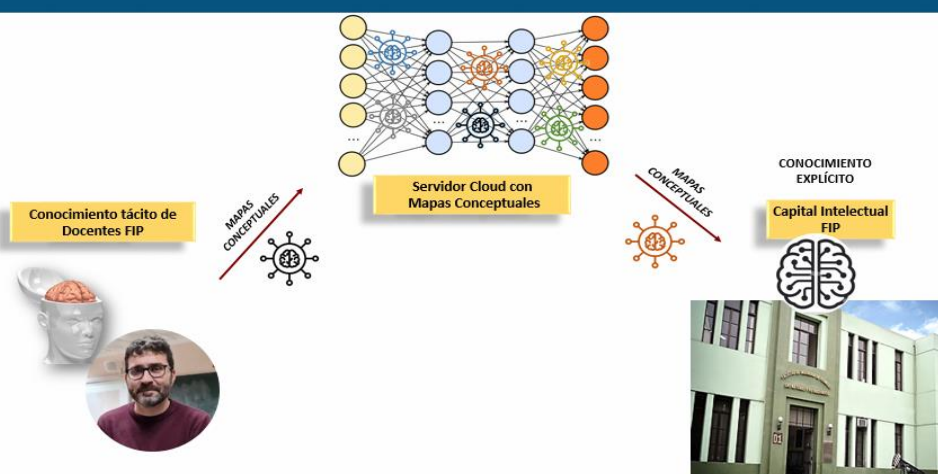 Conocimiento tácito de
Docentes FIP
MAPAS
CONCEPTUALES
...
...
...
...
Servidor Cloud con
Mapas Conceptuales
MAPAS
CONCEPTUALES
CONOCIMIENTO
EXPLÍCITO
Capital Intelectual
FIP
01